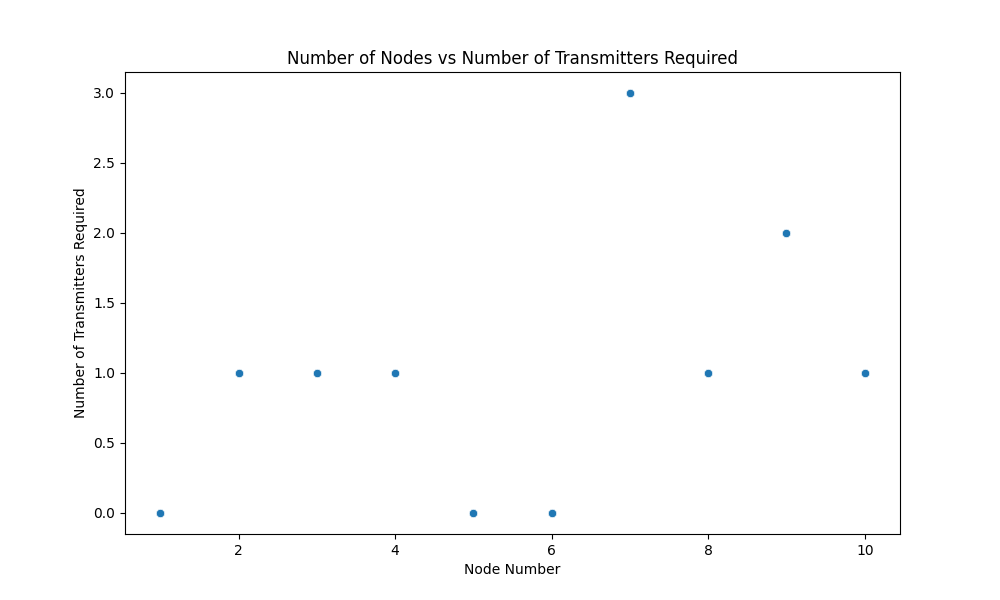 Number of Nodes vs Number of Transmitters Required
3.0
2.5
2.0
1.5
1.0
0.5
0.0
Number of Transmitters Required
2 4 6 8 10
Node Number